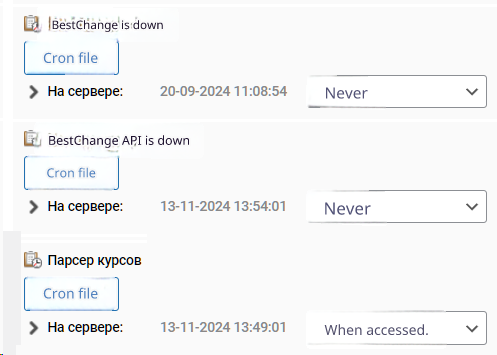 BestChange is down
Cron file
На сервере: 20-09-2024 11:08:54 Never
BestChange API is down
Cron file
На сервере: 13-11-2024 13:54:01 Never
Парсер курсов
Cron file
На сервере: 13-11-2024 13:49:01 When accessed.